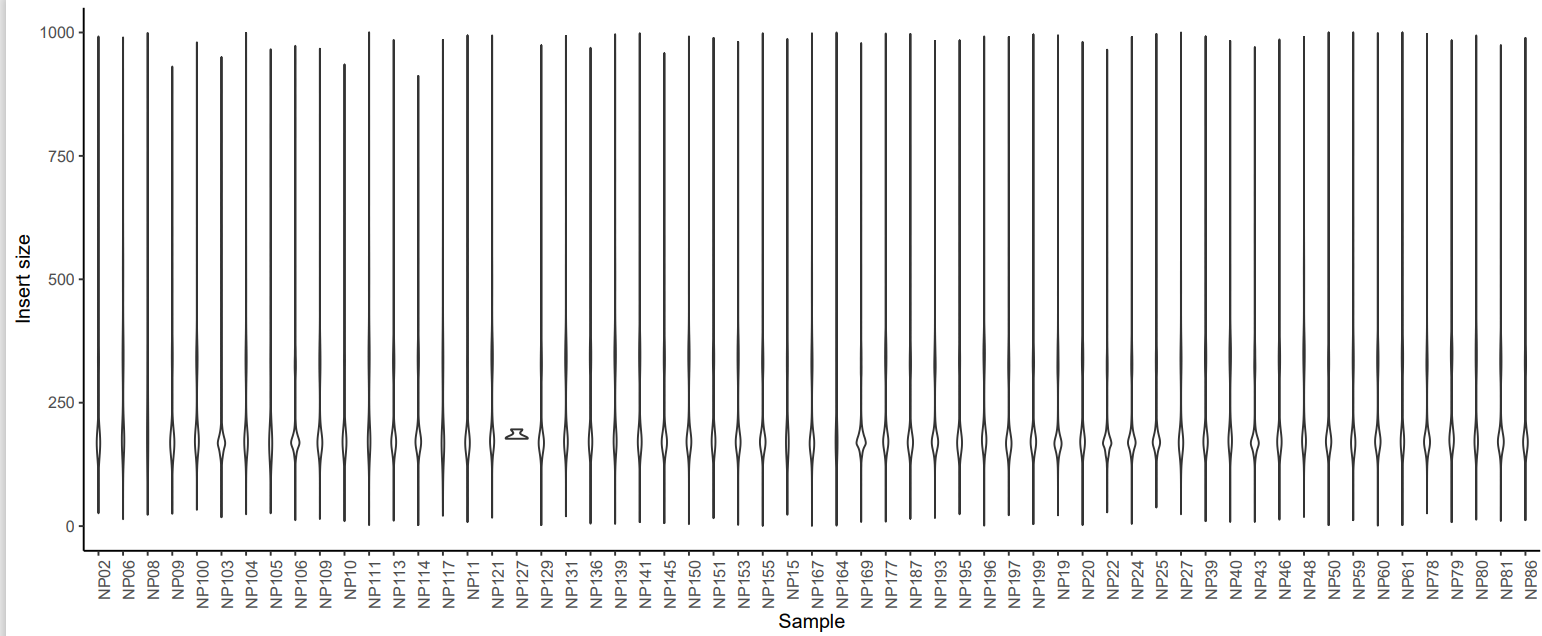 1000
750
500
250
0
Insert size
NP02 NP06 NP08 NP09 NP100 NP103 NP104 NP105 NP106 NP109 NP10 NP111 NP113 NP114 NP117 NP11 NP121 NP127 NP129 NP131 NP136 NP139 NP141 NP145 NP150 NP151 NP153 NP155 NP15 NP167 NP164 NP169 NP177 NP187 NP193 NP195 NP196 NP197 NP199 NP19 NP20 NP22 NP24 NP25 NP27 NP39 NP40 NP43 NP46 NP48 NP50 NP59 NP60 NP61 NP78 NP79 NP80 NP81 NP86
Sample